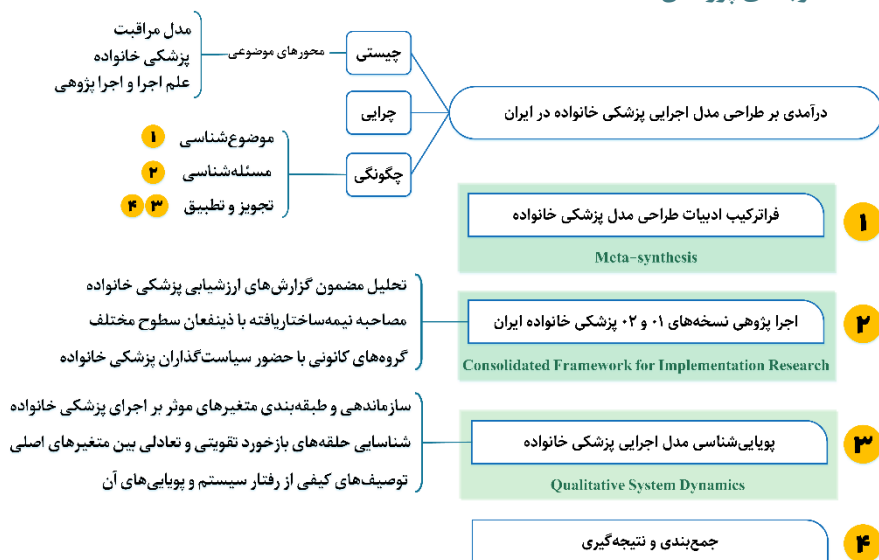 درآمدی بر طراحی مدل اجرایی پزشکی خانواده در ایران
چیستی
محورهای موضوعی
مدل مراقبت
پزشکی خانواده
علم اجرا و اجرا پژوهی
چرایی
چگونگی
موضوع‌شناسی ۱
مسئله‌شناسی ۲
تجویز و تطبیق ۳ ۴
۱
فراترکیب ادبیات طراحی مدل پزشکی خانواده
Meta-synthesis
۲
اجرا پژوهی نسخه‌های ۰۱ و ۰۲ پزشکی خانواده ایران
Consolidated Framework for Implementation Research
تحلیل مضمون گزارش‌های ارزشیابی پزشکی خانواده
مصاحبه نیمه‌ساختاریافته با ذینفعان سطوح مختلف
گروه‌های کانونی با حضور سیاست‌گذاران پزشکی خانواده
۳
پویایی‌شناسی مدل اجرایی پزشکی خانواده
Qualitative System Dynamics
سازماندهی و طبقه‌بندی متغیرهای موثر بر اجرای پزشکی خانواده
شناسایی حلقه‌های بازخورد تقویتی و تعادلی بین متغیرهای اصلی
توصیف‌های کیفی از رفتار سیستم و پویایی‌های آن
۴
جمع‌بندی و نتیجه‌گیری